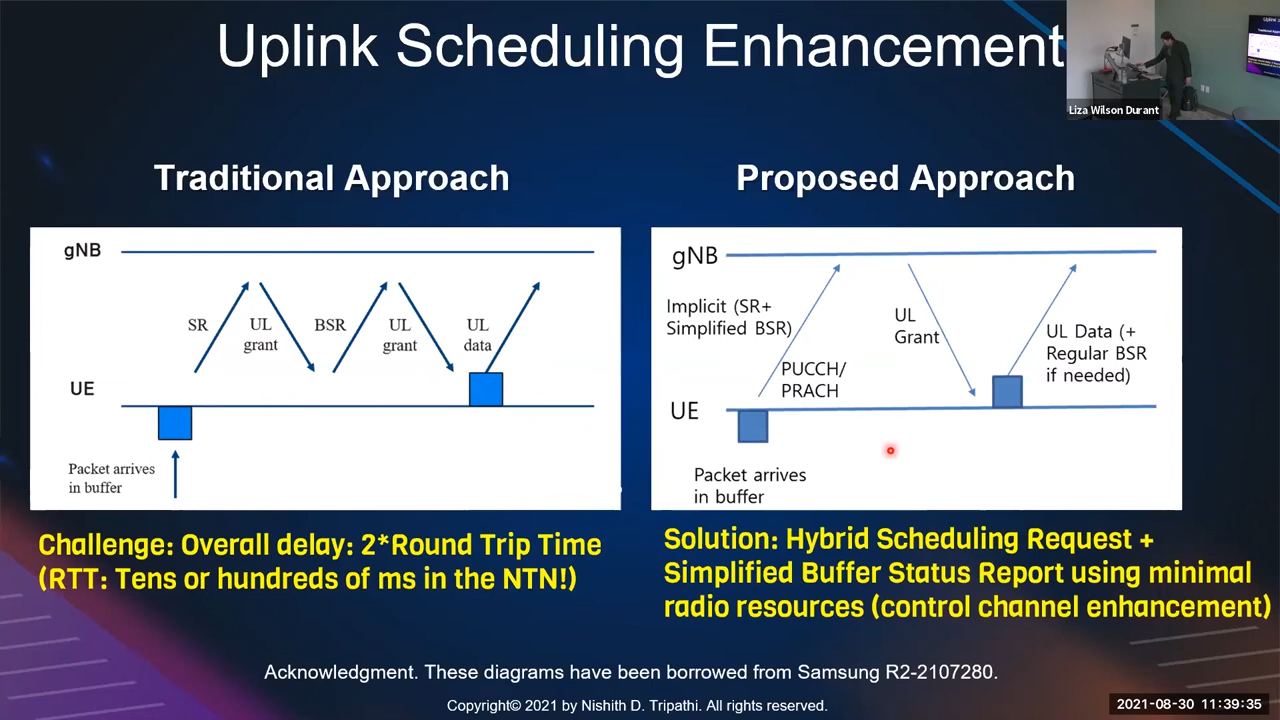 Uplink Scheduling Enhancement
Liza Wilson Durant
Traditional Approach
Proposed Approach
gNB
SR
UL
grant
BSR
UL
grant
UL
data
UE
Packet arrives
in buffer
gNB
Implicit (SR+
Simplified BSR)
PUCCH/
PRACH
UL
Grant
UL Data (+
Regular BSR
if needed)
UE
Packet arrives
in buffer
Challenge: Overall delay: 2*Round Trip Time
(RTT: Tens or hundreds of ms in the NTN!)
Solution: Hybrid Scheduling Request +
Simplified Buffer Status Report using minimal
radio resources (control channel enhancement)
Acknowledgment. These diagrams have been borrowed from Samsung R2-2107280.
Copyright© 2021 by Nishith D. Tripathi. All rights reserved.
2021-08-30 11:39:35